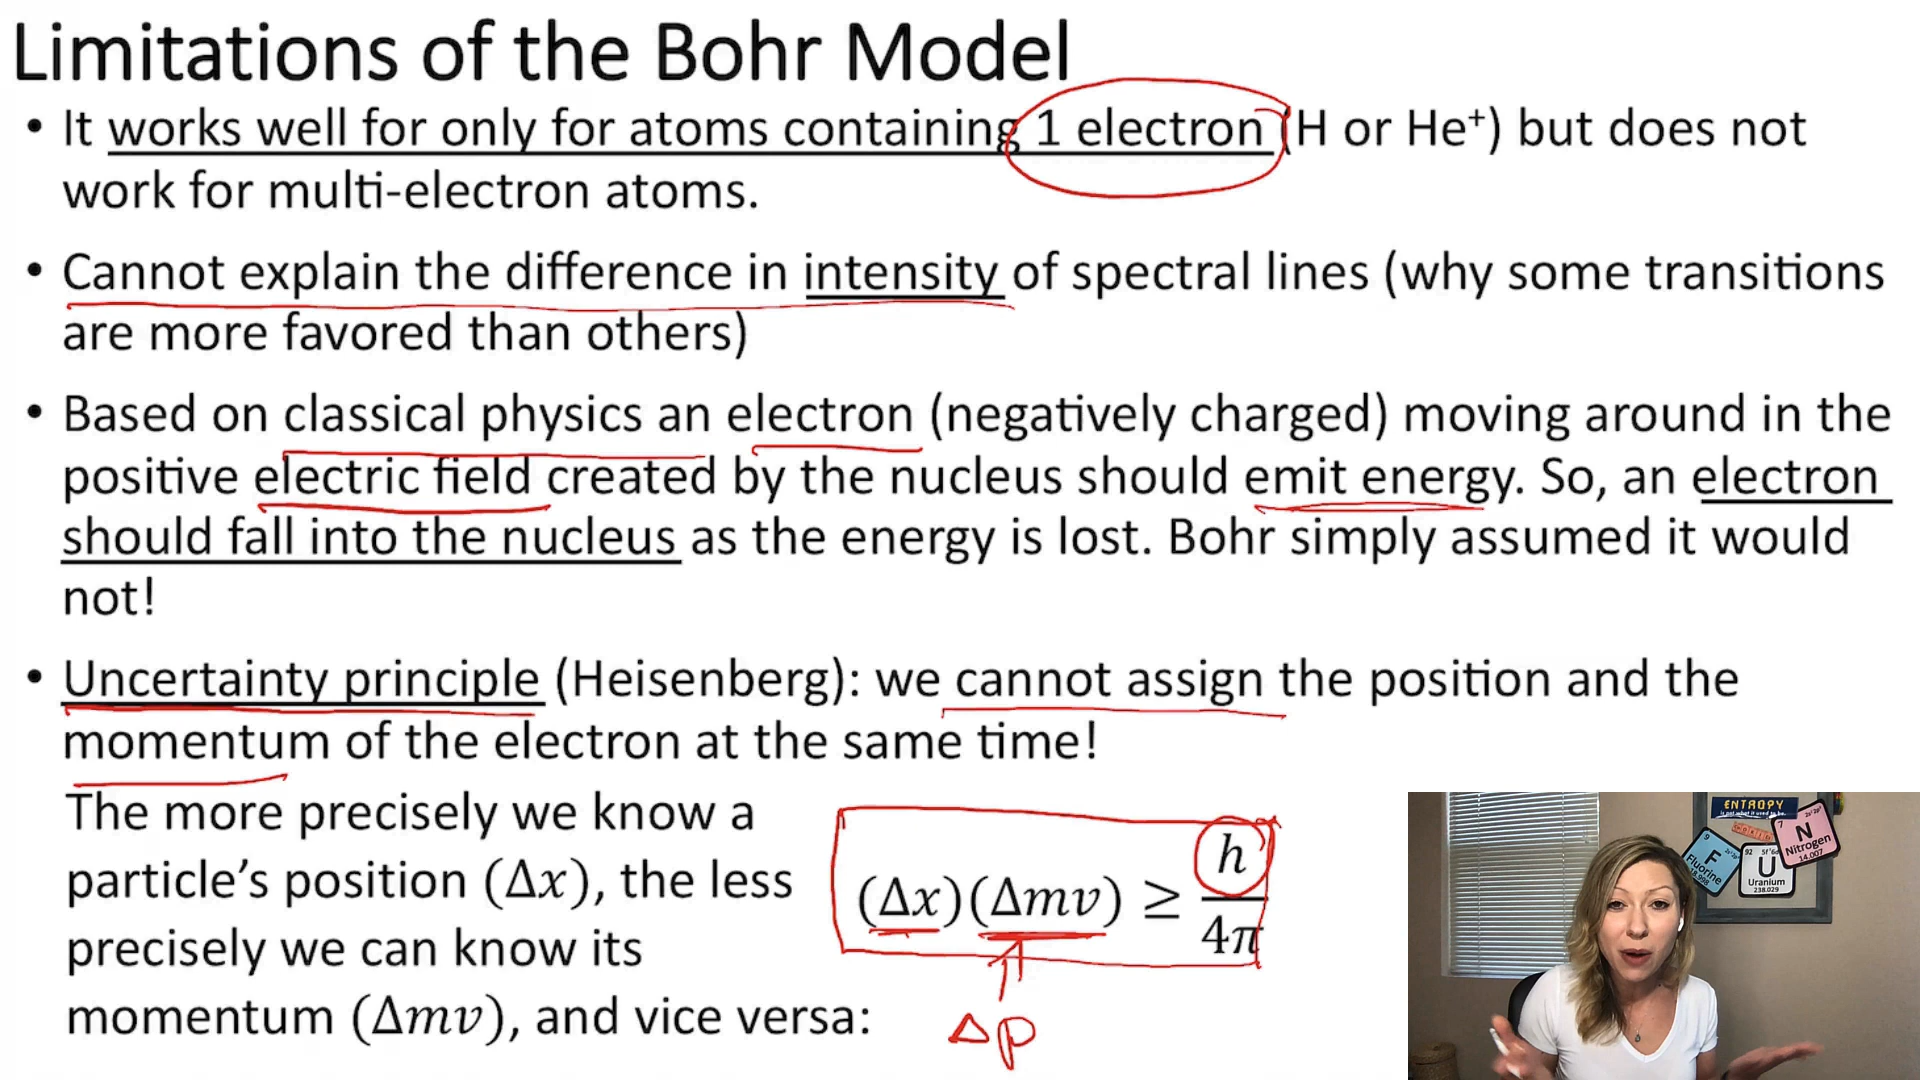 Limitations of the Bohr Model
• It works well for only for atoms containing 1 electron (H or He⁺) but does not
work for multi-electron atoms.
• Cannot explain the difference in intensity of spectral lines (why some transitions
are more favored than others)
• Based on classical physics an electron (negatively charged) moving around in the
positive electric field created by the nucleus should emit energy. So, an electron
should fall into the nucleus as the energy is lost. Bohr simply assumed it would
not!
• Uncertainty principle (Heisenberg): we cannot assign the position and the
momentum of the electron at the same time!
The more precisely we know a
particle's position (Δx), the less
precisely we can know its
momentum (Δmv), and vice versa:
(Δx)(Δmv) ≥ h/4π
Δp
ENTROPY
9
F
Fluorine
92
U
Uranium
238.029
7
N
Nitrogen
14.007